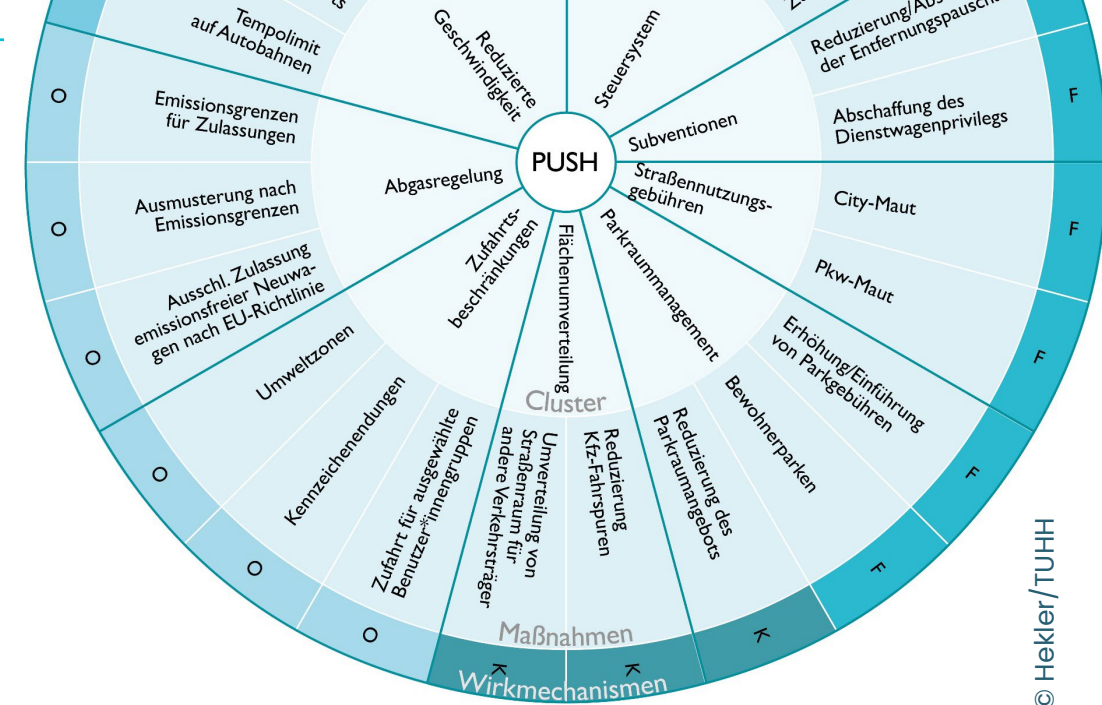 ts
Tempolimit
auf Autobahnen
Reduzierte
Geschwindigkeit
Steuersystem
der Entfernungspauschale
Emissionsgrenzen
für Zulassungen
Abschaffung des
Dienstwagenprivilegs
Subventionen
PUSH
Abgasregelung
Straßennutzungs-
gebühren
City-Maut
Ausmusterung nach
Emissionsgrenzen
Pkw-Maut
Ausschl. Zulassung
emissionsfreier Neuwa-
gen nach EU-Richtlinie
Zufahrts-
beschränkungen
Flächenumverteilung
Parkraummanagement
Erhöhung/Einführung
von Parkgebühren
Umweltzonen
Kennzeichenendungen
Zufahrt für ausgewählte
Benutzer*innengruppen
Umverteilung von
Straßenraum für
andere Verkehrsträger
Reduzierung
Kfz-Fahrspuren
Reduzierung des
Parkraumangebots
Bewohnerparken
Cluster
Maßnahmen
Wirkmechanismen
O
O
O
O
O
O
K
K
K
F
F
F
F
F
© Hekler/TUHH